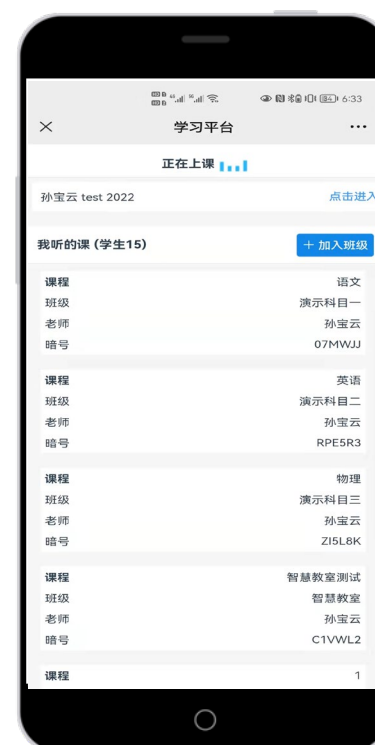 HD 4G 5G 84 6:33
学习平台
正在上课
孙宝云 test 2022 点击进入
我听的课 (学生15) + 加入班级
课程 语文
班级 演示科目一
老师 孙宝云
暗号 07MWJJ
课程 英语
班级 演示科目二
老师 孙宝云
暗号 RPE5R3
课程 物理
班级 演示科目三
老师 孙宝云
暗号 ZI5L8K
课程 智慧教室测试
班级 智慧教室
老师 孙宝云
暗号 C1VWL2
课程 1